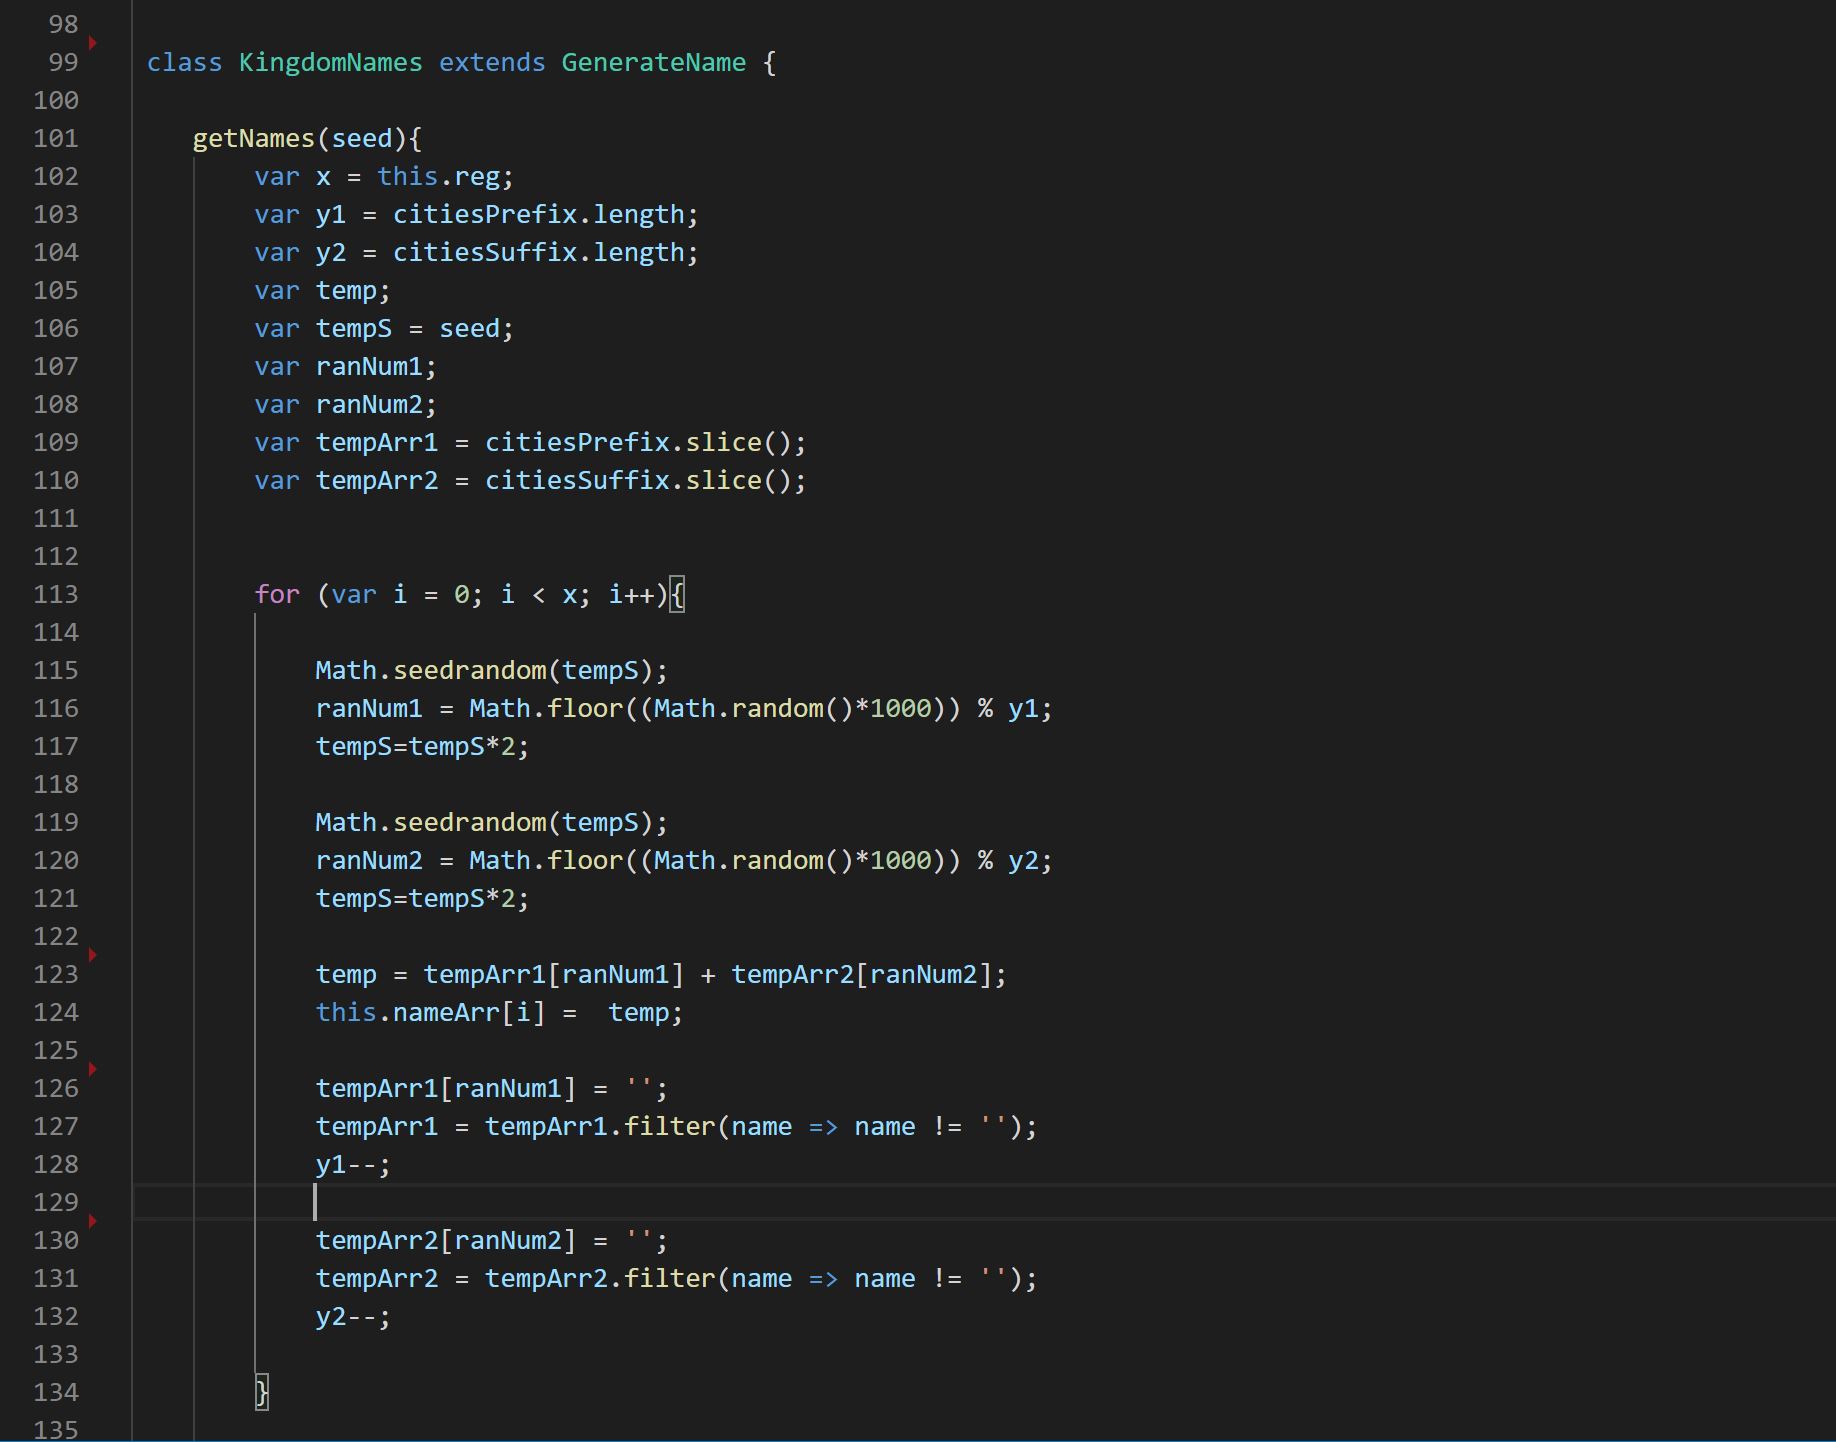 98
99 class KingdomNames extends GenerateName {
100
101 getNames(seed){
102 var x = this.reg;
103 var y1 = citiesPrefix.length;
104 var y2 = citiesSuffix.length;
105 var temp;
106 var tempS = seed;
107 var ranNum1;
108 var ranNum2;
109 var tempArr1 = citiesPrefix.slice();
110 var tempArr2 = citiesSuffix.slice();
111
112
113 for (var i = 0; i < x; i++){
114
115 Math.seedrandom(tempS);
116 ranNum1 = Math.floor((Math.random()*1000)) % y1;
117 tempS=tempS*2;
118
119 Math.seedrandom(tempS);
120 ranNum2 = Math.floor((Math.random()*1000)) % y2;
121 tempS=tempS*2;
122
123 temp = tempArr1[ranNum1] + tempArr2[ranNum2];
124 this.nameArr[i] =  temp;
125
126 tempArr1[ranNum1] = '';
127 tempArr1 = tempArr1.filter(name => name != '');
128 y1--;
129
130 tempArr2[ranNum2] = '';
131 tempArr2 = tempArr2.filter(name => name != '');
132 y2--;
133
134 }
135